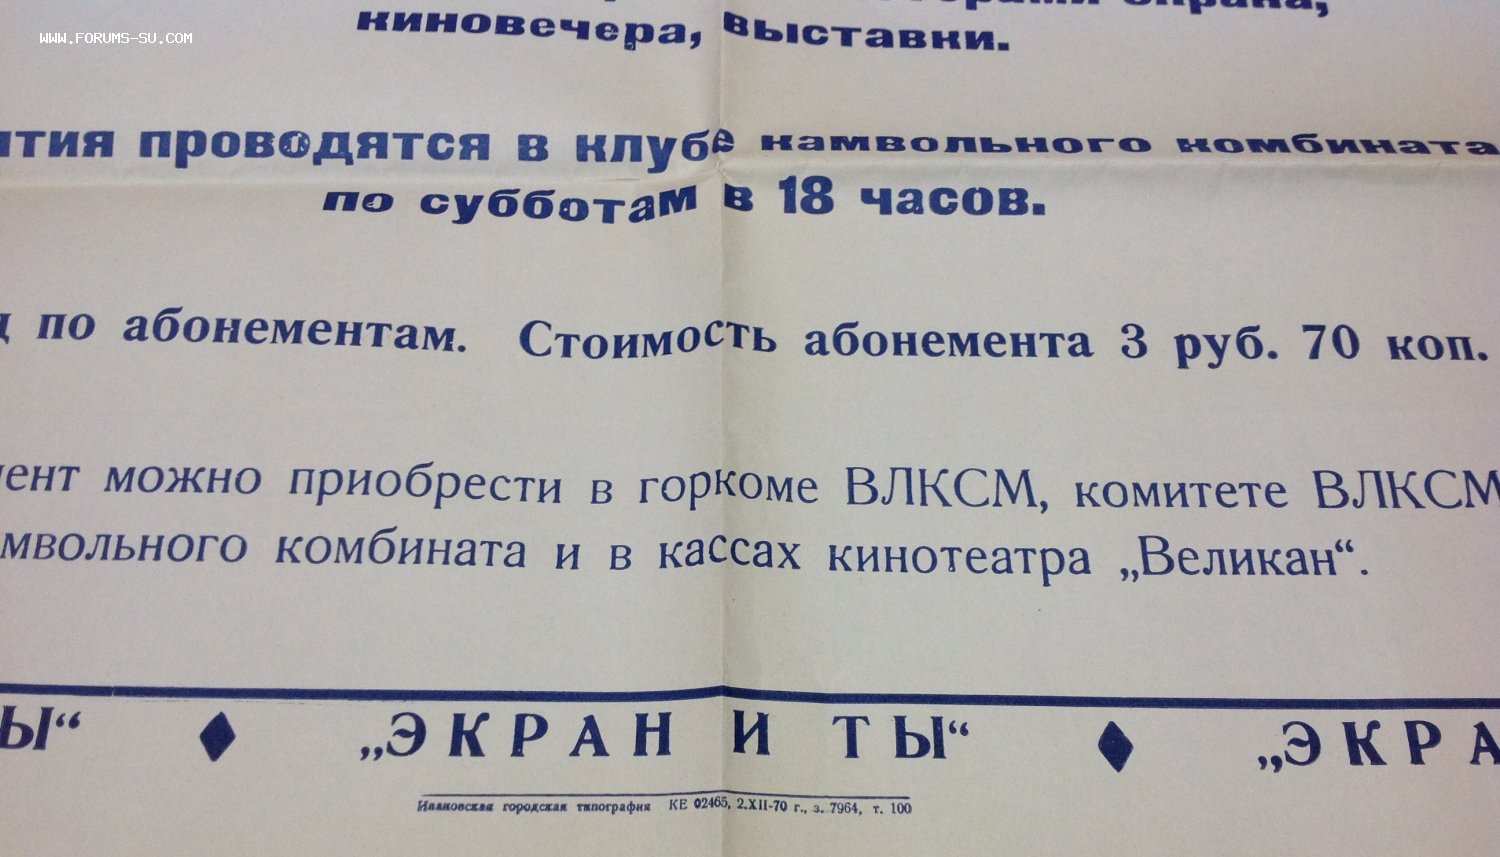 WWW.FORUMS-SU.COM
киновечера, выставки.
проводятся в клубе камвольного комбината
по субботам в 18 часов.
по абонементам. Стоимость абонемента 3 руб. 70 коп.
можно приобрести в горкоме ВЛКСМ, комитете ВЛКСМ
мвольного комбината и в кассах кинотеатра „Великан“.
Ы“ ♦ „ЭКРАН И ТЫ“ ♦ „ЭКРА
Ивановская городская типография КЕ 02465, 2.XII-70 г., з. 7964, т. 100